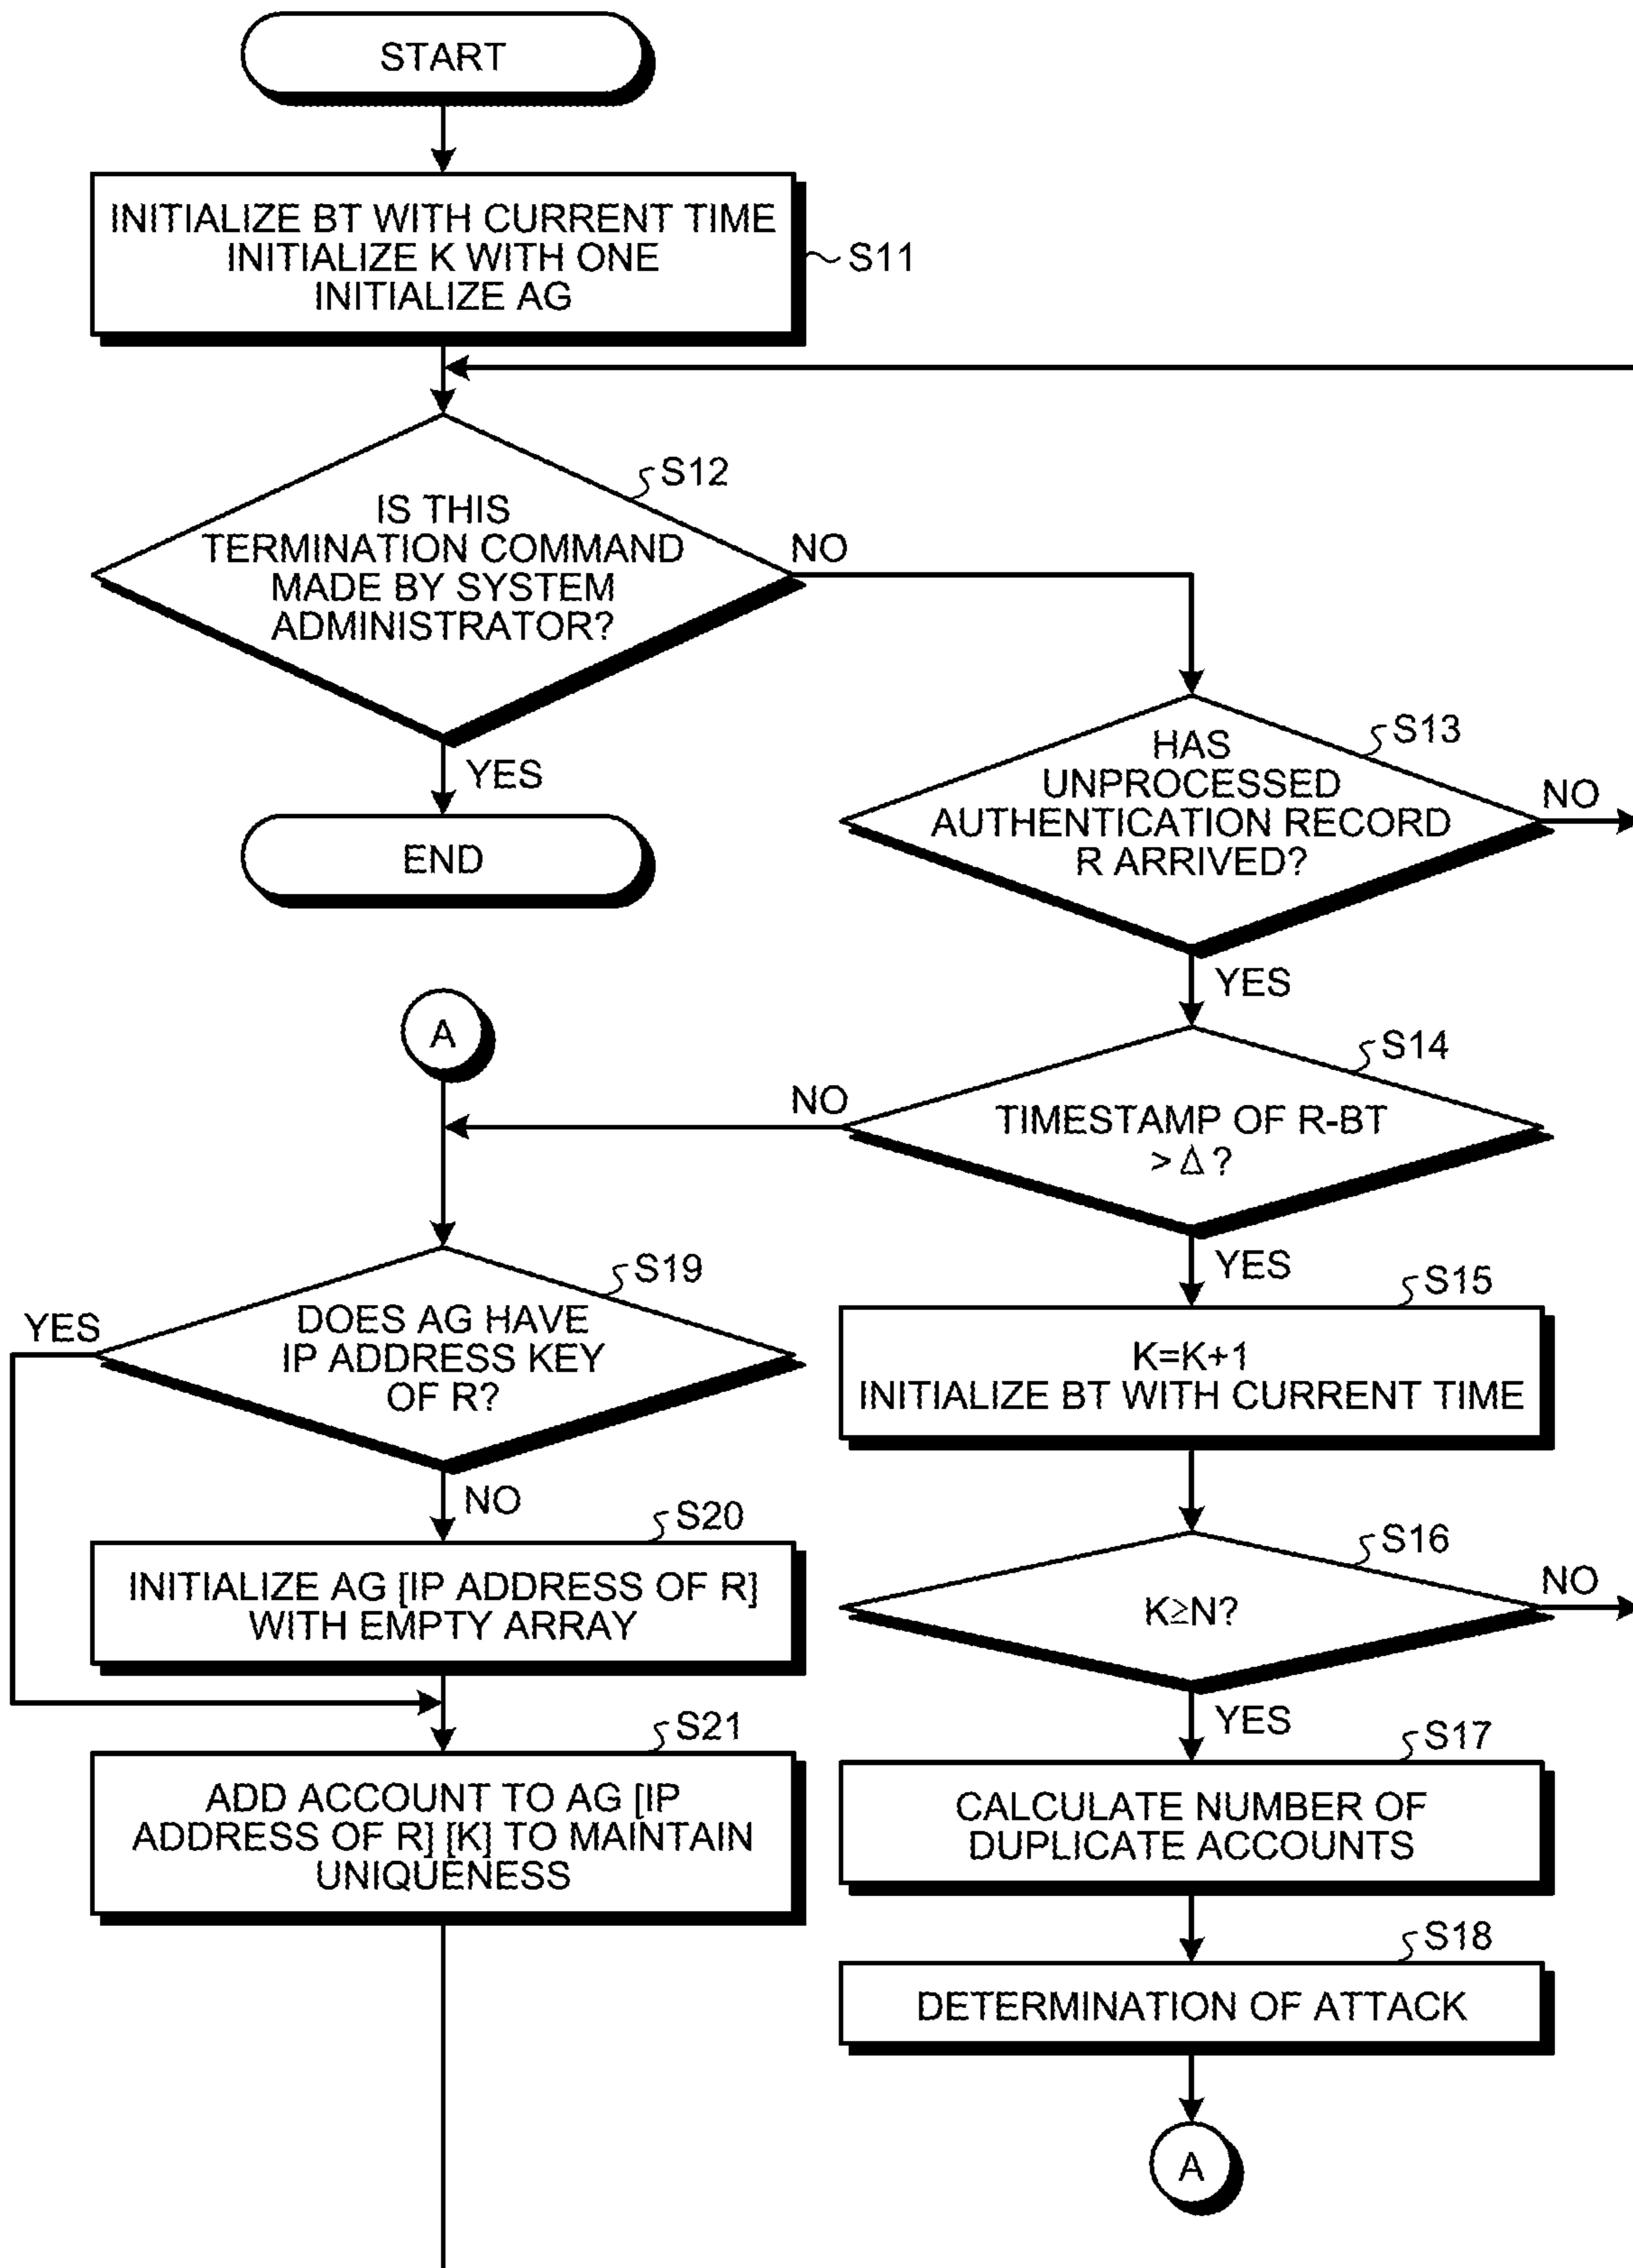 START
INITIALIZE BT WITH CURRENT TIME
INITIALIZE K WITH ONE
INITIALIZE AG
S11
S12
IS THIS
TERMINATION COMMAND
MADE BY SYSTEM
ADMINISTRATOR?
NO
YES
END
S13
HAS
UNPROCESSED
AUTHENTICATION RECORD
R ARRIVED?
NO
YES
A
S14
TIMESTAMP OF R-BT
> Δ ?
NO
YES
S15
K=K+1
INITIALIZE BT WITH CURRENT TIME
S16
K≥N?
NO
YES
S17
CALCULATE NUMBER OF
DUPLICATE ACCOUNTS
S18
DETERMINATION OF ATTACK
A
S19
DOES AG HAVE
IP ADDRESS KEY
OF R?
YES
NO
S20
INITIALIZE AG [IP ADDRESS OF R]
WITH EMPTY ARRAY
S21
ADD ACCOUNT TO AG [IP
ADDRESS OF R] [K] TO MAINTAIN
UNIQUENESS